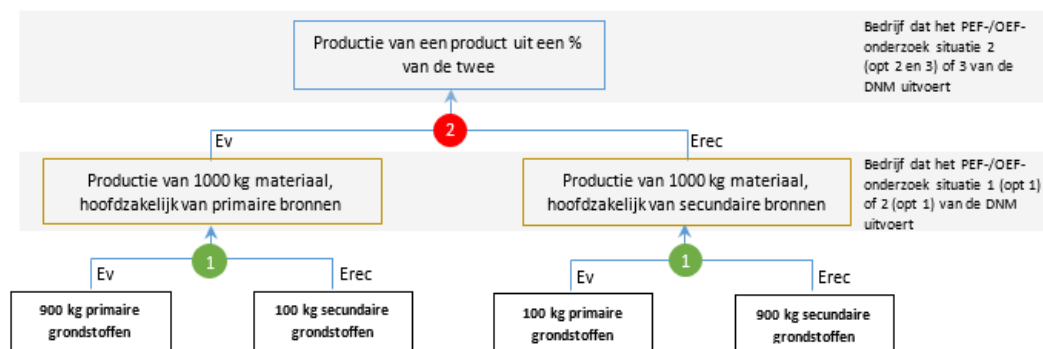 Productie van een product uit een %
van de twee
Bedrijf dat het PEF-/OEF-
onderzoek situatie 2
(opt 2 en 3) of 3 van de
DNM uitvoert
2
Ev
Erec
Productie van 1000 kg materiaal,
hoofdzakelijk van primaire bronnen
Productie van 1000 kg materiaal,
hoofdzakelijk van secundaire bronnen
Bedrijf dat het PEF-/OEF-
onderzoek situatie 1 (opt 1)
of 2 (opt 1) van de DNM
uitvoert
1
1
Ev
Erec
Ev
Erec
900 kg primaire
grondstoffen
100 kg secundaire
grondstoffen
100 kg primaire
grondstoffen
900 kg secundaire
grondstoffen